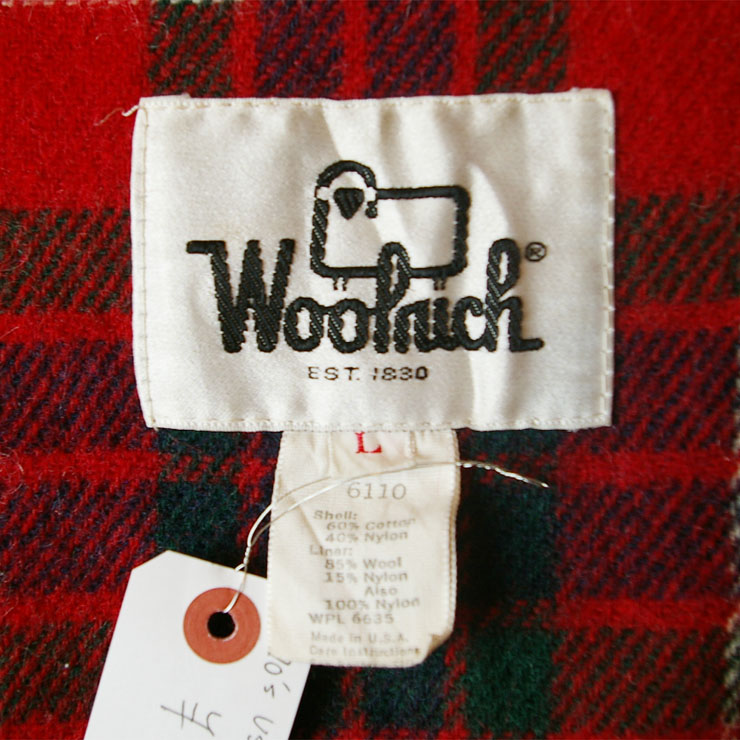 Woolrich®
EST. 1830
L
6110
Shell:
60% Cotton
40% Nylon
Liner:
85% Wool
15% Nylon
Also
100% Nylon
WPL 6635
Made in U.S.A.
Care Instructions
70's